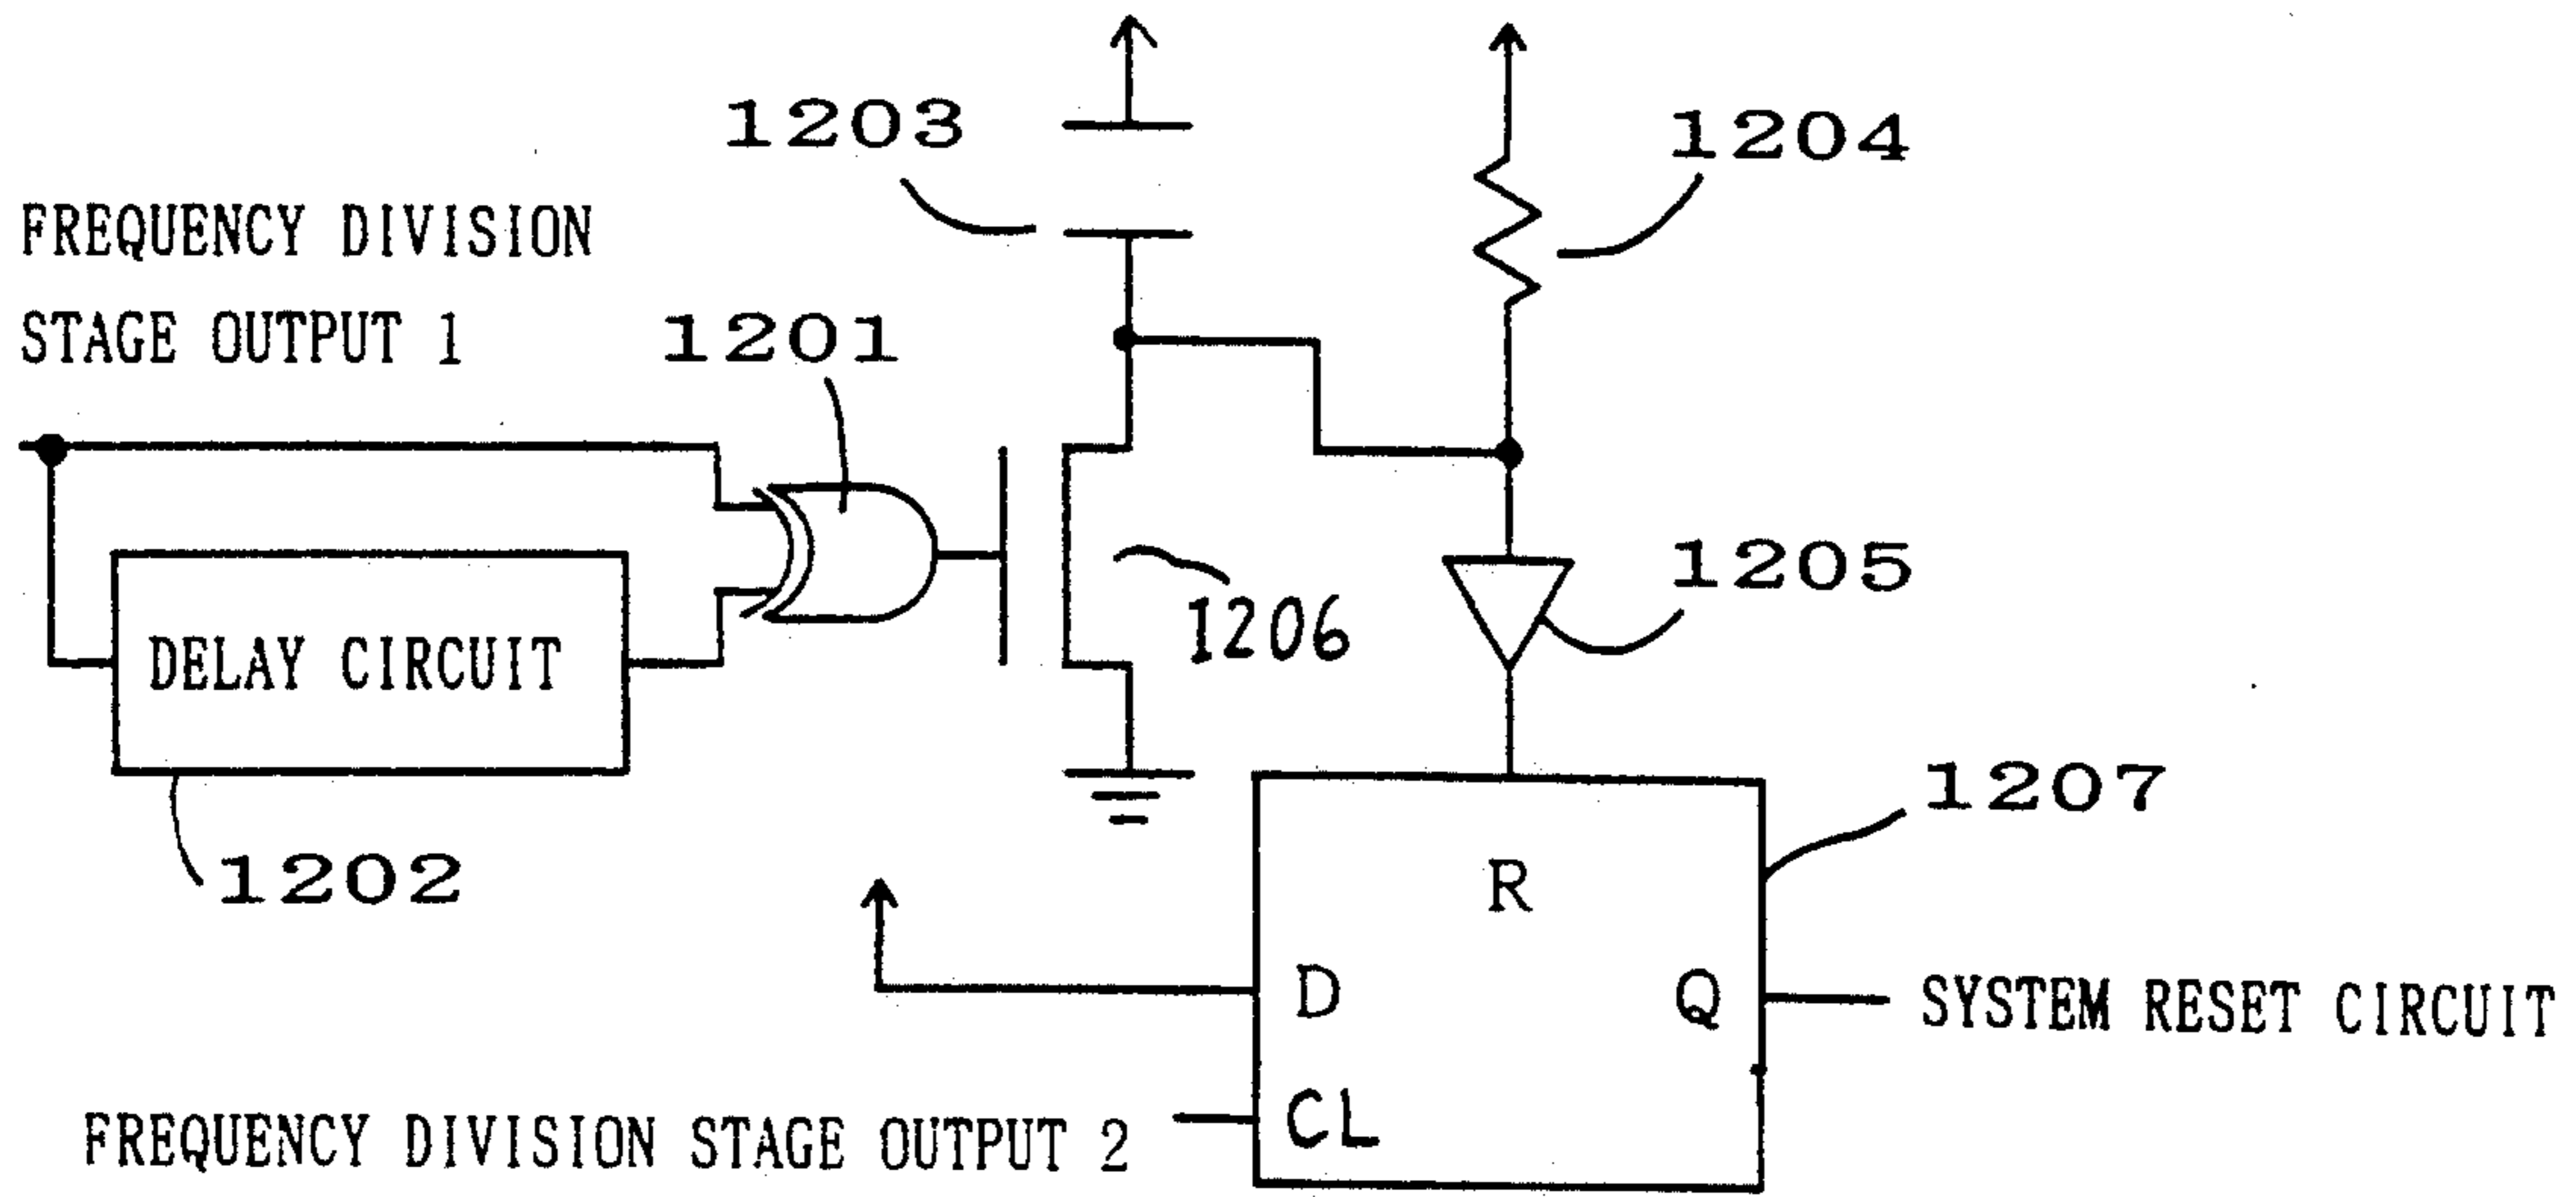 1203
1204
FREQUENCY DIVISION
STAGE OUTPUT 1
1201
1205
1206
DELAY CIRCUIT
1202
1207
R
D
Q
SYSTEM RESET CIRCUIT
FREQUENCY DIVISION STAGE OUTPUT 2
CL